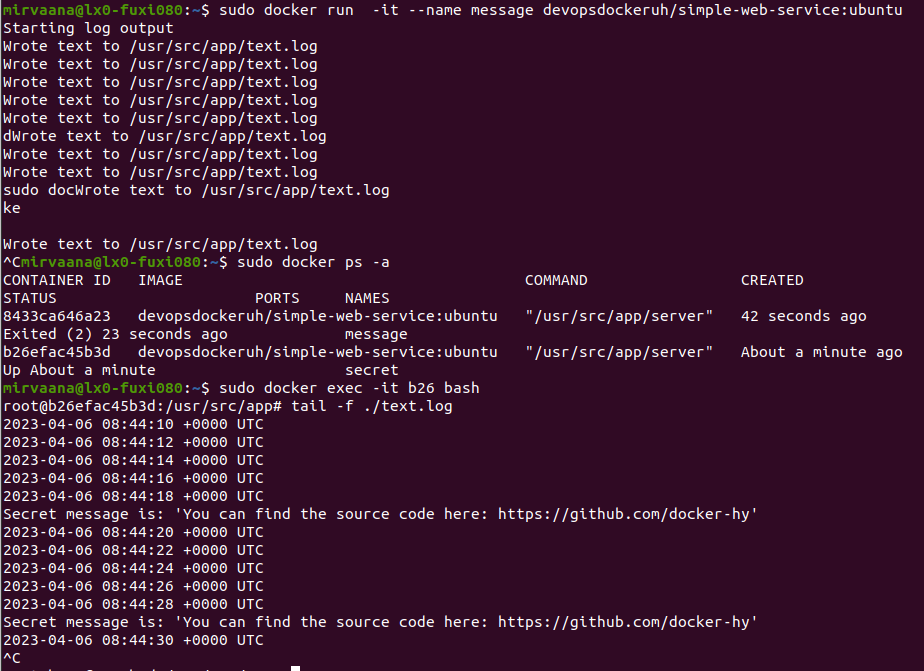 mirvaana@lx0-fuxi080:~$ sudo docker run  -it --name message devopsdockeruh/simple-web-service:ubuntu
Starting log output
Wrote text to /usr/src/app/text.log
Wrote text to /usr/src/app/text.log
Wrote text to /usr/src/app/text.log
Wrote text to /usr/src/app/text.log
Wrote text to /usr/src/app/text.log
dWrote text to /usr/src/app/text.log
Wrote text to /usr/src/app/text.log
Wrote text to /usr/src/app/text.log
sudo docWrote text to /usr/src/app/text.log
ke
Wrote text to /usr/src/app/text.log
^Cmirvaana@lx0-fuxi080:~$ sudo docker ps -a
CONTAINER ID   IMAGE                                      COMMAND                 CREATED
STATUS                      PORTS     NAMES
8433ca646a23   devopsdockeruh/simple-web-service:ubuntu   "/usr/src/app/server"   42 seconds ago
Exited (2) 23 seconds ago             message
b26efac45b3d   devopsdockeruh/simple-web-service:ubuntu   "/usr/src/app/server"   About a minute ago
Up About a minute                     secret
mirvaana@lx0-fuxi080:~$ sudo docker exec -it b26 bash
root@b26efac45b3d:/usr/src/app# tail -f ./text.log
2023-04-06 08:44:10 +0000 UTC
2023-04-06 08:44:12 +0000 UTC
2023-04-06 08:44:14 +0000 UTC
2023-04-06 08:44:16 +0000 UTC
2023-04-06 08:44:18 +0000 UTC
Secret message is: 'You can find the source code here: https://github.com/docker-hy'
2023-04-06 08:44:20 +0000 UTC
2023-04-06 08:44:22 +0000 UTC
2023-04-06 08:44:24 +0000 UTC
2023-04-06 08:44:26 +0000 UTC
2023-04-06 08:44:28 +0000 UTC
Secret message is: 'You can find the source code here: https://github.com/docker-hy'
2023-04-06 08:44:30 +0000 UTC
^C